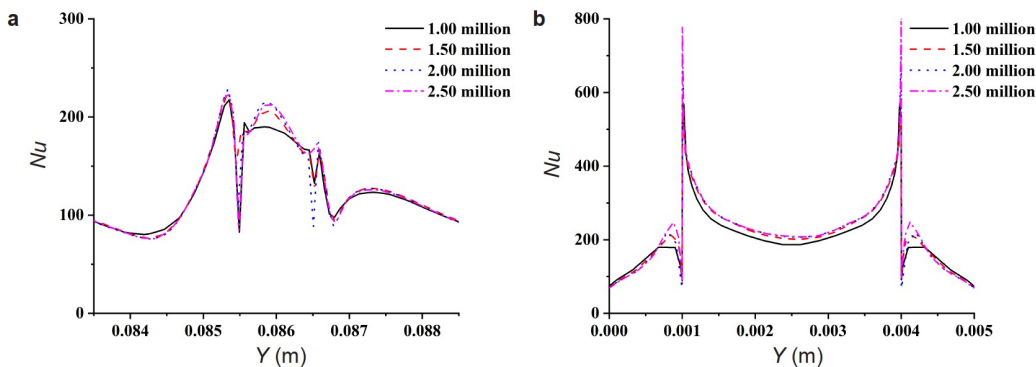 a
300
200
100
0
Nu
0.084 0.085 0.086 0.087 0.088
Y (m)
1.00 million
1.50 million
2.00 million
2.50 million
b
800
600
400
200
0
Nu
0.000 0.001 0.002 0.003 0.004 0.005
Y (m)
1.00 million
1.50 million
2.00 million
2.50 million